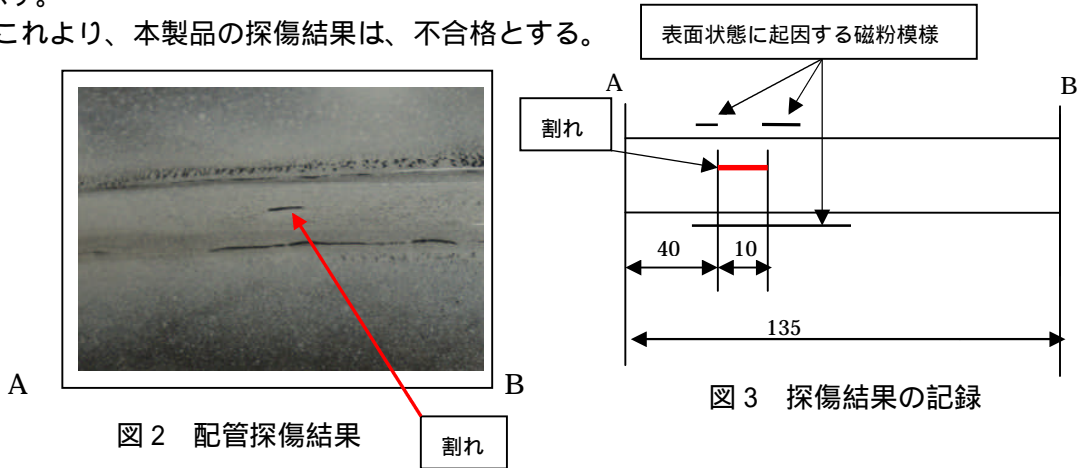 す。
これより、本製品の探傷結果は、不合格とする。
表面状態に起因する磁粉模様
A
B
割れ
40
10
135
A
B
図３ 探傷結果の記録
図２ 配管探傷結果
割れ